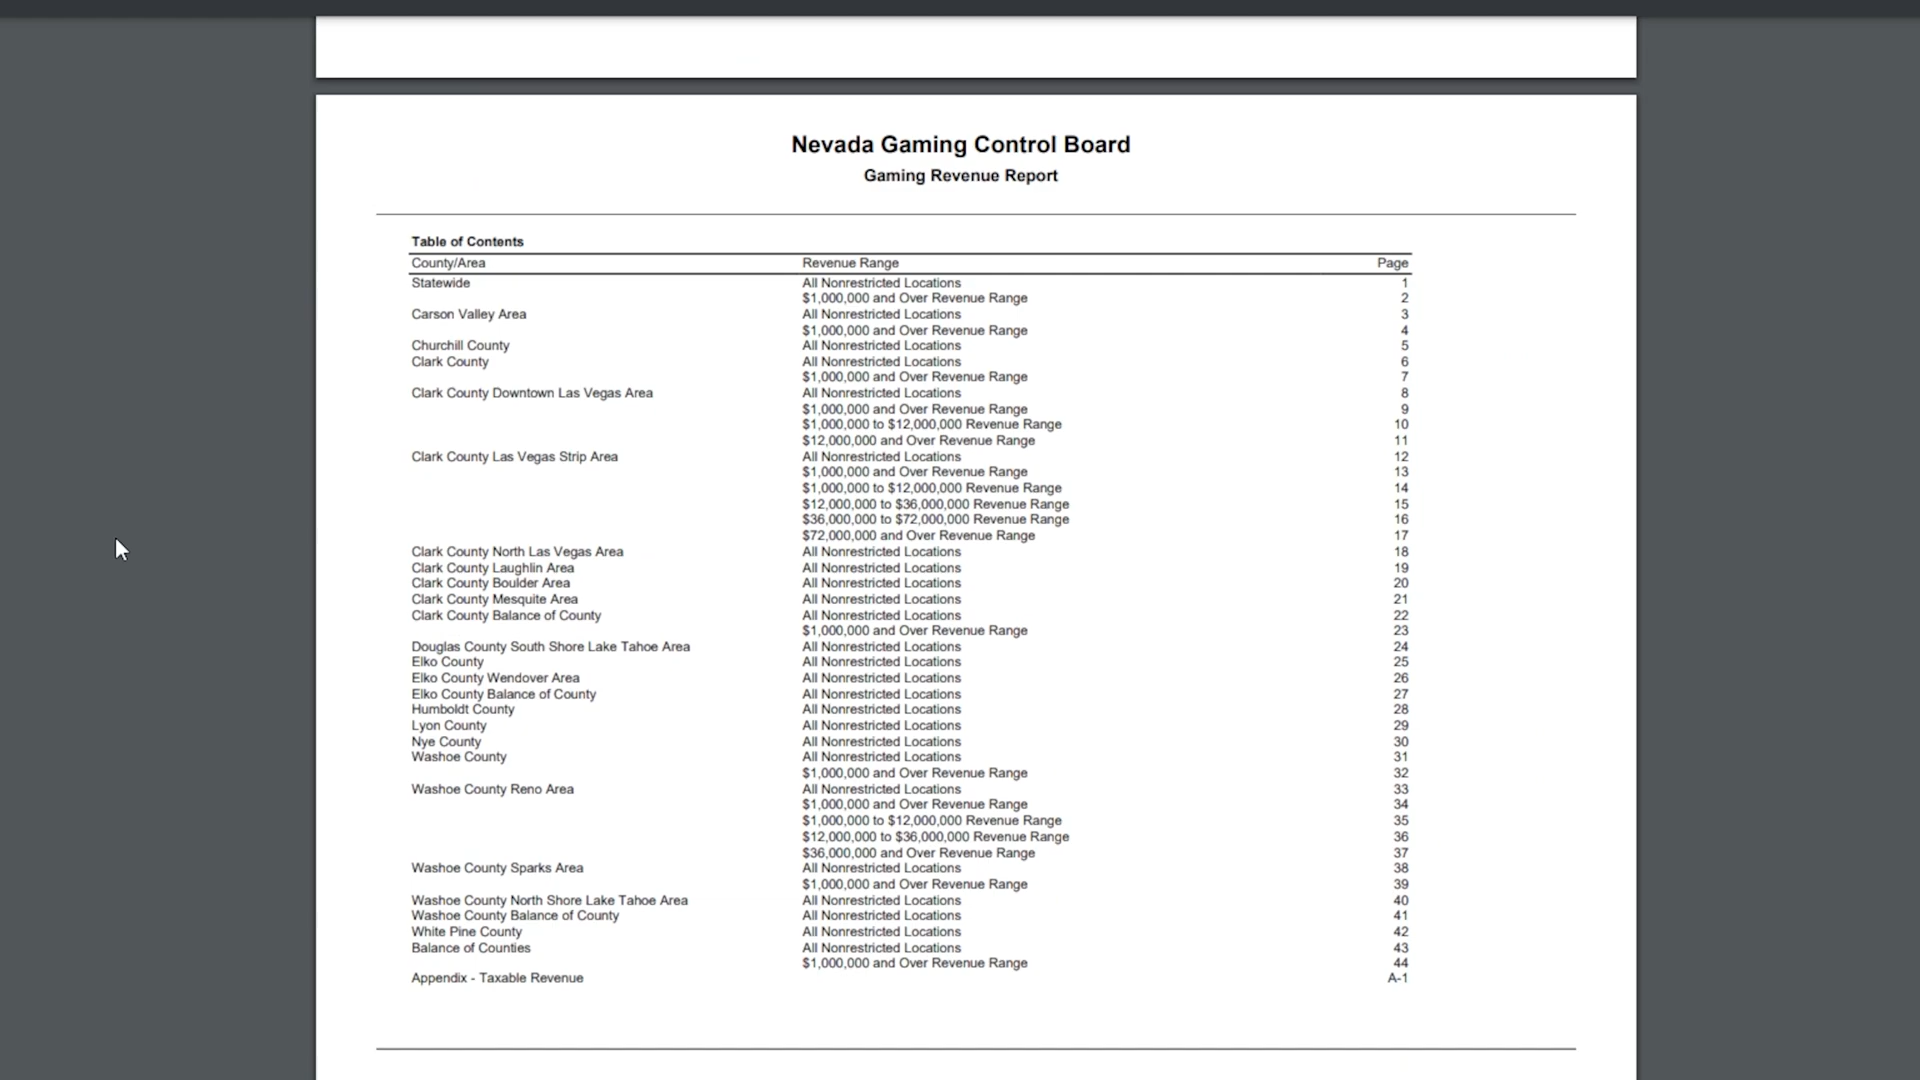 Nevada Gaming Control Board
Gaming Revenue Report
Table of Contents
County/Area Revenue Range Page
Statewide All Nonrestricted Locations 1
$1,000,000 and Over Revenue Range 2
Carson Valley Area All Nonrestricted Locations 3
$1,000,000 and Over Revenue Range 4
Churchill County All Nonrestricted Locations 5
Clark County All Nonrestricted Locations 6
$1,000,000 and Over Revenue Range 7
Clark County Downtown Las Vegas Area All Nonrestricted Locations 8
$1,000,000 and Over Revenue Range 9
$1,000,000 to $12,000,000 Revenue Range 10
$12,000,000 and Over Revenue Range 11
Clark County Las Vegas Strip Area All Nonrestricted Locations 12
$1,000,000 and Over Revenue Range 13
$1,000,000 to $12,000,000 Revenue Range 14
$12,000,000 to $36,000,000 Revenue Range 15
$36,000,000 to $72,000,000 Revenue Range 16
$72,000,000 and Over Revenue Range 17
Clark County North Las Vegas Area All Nonrestricted Locations 18
Clark County Laughlin Area All Nonrestricted Locations 19
Clark County Boulder Area All Nonrestricted Locations 20
Clark County Mesquite Area All Nonrestricted Locations 21
Clark County Balance of County All Nonrestricted Locations 22
$1,000,000 and Over Revenue Range 23
Douglas County South Shore Lake Tahoe Area All Nonrestricted Locations 24
Elko County All Nonrestricted Locations 25
Elko County Wendover Area All Nonrestricted Locations 26
Elko County Balance of County All Nonrestricted Locations 27
Humboldt County All Nonrestricted Locations 28
Lyon County All Nonrestricted Locations 29
Nye County All Nonrestricted Locations 30
Washoe County All Nonrestricted Locations 31
$1,000,000 and Over Revenue Range 32
Washoe County Reno Area All Nonrestricted Locations 33
$1,000,000 and Over Revenue Range 34
$1,000,000 to $12,000,000 Revenue Range 35
$12,000,000 to $36,000,000 Revenue Range 36
$36,000,000 and Over Revenue Range 37
Washoe County Sparks Area All Nonrestricted Locations 38
$1,000,000 and Over Revenue Range 39
Washoe County North Shore Lake Tahoe Area All Nonrestricted Locations 40
Washoe County Balance of County All Nonrestricted Locations 41
White Pine County All Nonrestricted Locations 42
Balance of Counties All Nonrestricted Locations 43
$1,000,000 and Over Revenue Range 44
Appendix - Taxable Revenue A-1